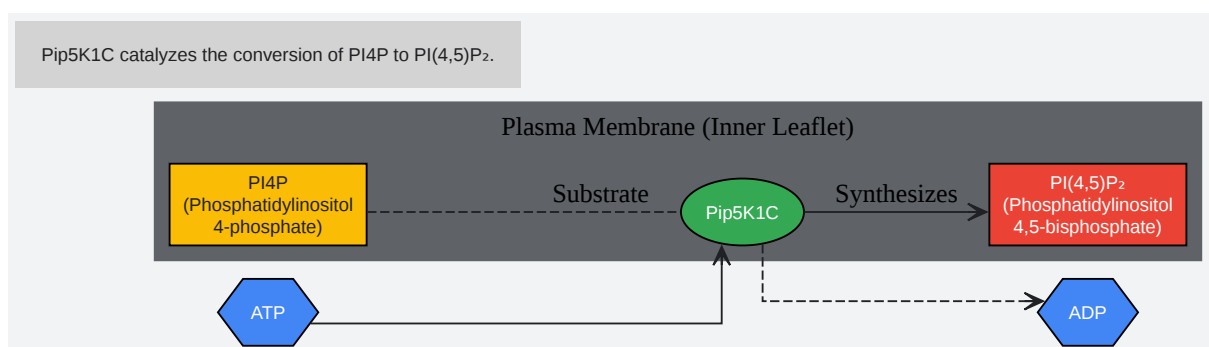 Pip5K1C catalyzes the conversion of PI4P to PI(4,5)P₂.
Plasma Membrane (Inner Leaflet)
PI4P
(Phosphatidylinositol
4-phosphate)
Substrate
Pip5K1C
Synthesizes
PI(4,5)P₂
(Phosphatidylinositol
4,5-bisphosphate)
ATP
ADP